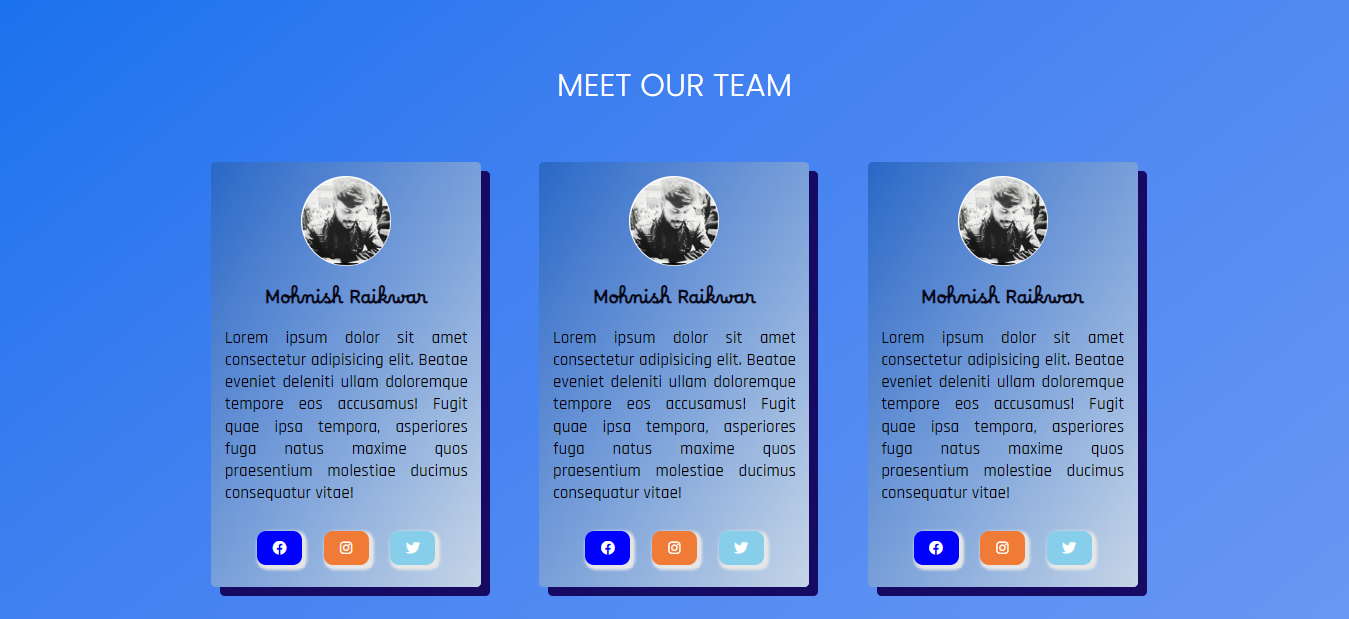 MEET OUR TEAM
Mohnish Raikwar
Lorem ipsum dolor sit amet
consectetur adipisicing elit. Beatae
eveniet deleniti ullam doloremque
tempore eos accusamus! Fugit
quae ipsa tempora, asperiores
fuga natus maxime quos
praesentium molestiae ducimus
consequatur vitae!
Mohnish Raikwar
Lorem ipsum dolor sit amet
consectetur adipisicing elit. Beatae
eveniet deleniti ullam doloremque
tempore eos accusamus! Fugit
quae ipsa tempora, asperiores
fuga natus maxime quos
praesentium molestiae ducimus
consequatur vitae!
Mohnish Raikwar
Lorem ipsum dolor sit amet
consectetur adipisicing elit. Beatae
eveniet deleniti ullam doloremque
tempore eos accusamus! Fugit
quae ipsa tempora, asperiores
fuga natus maxime quos
praesentium molestiae ducimus
consequatur vitae!